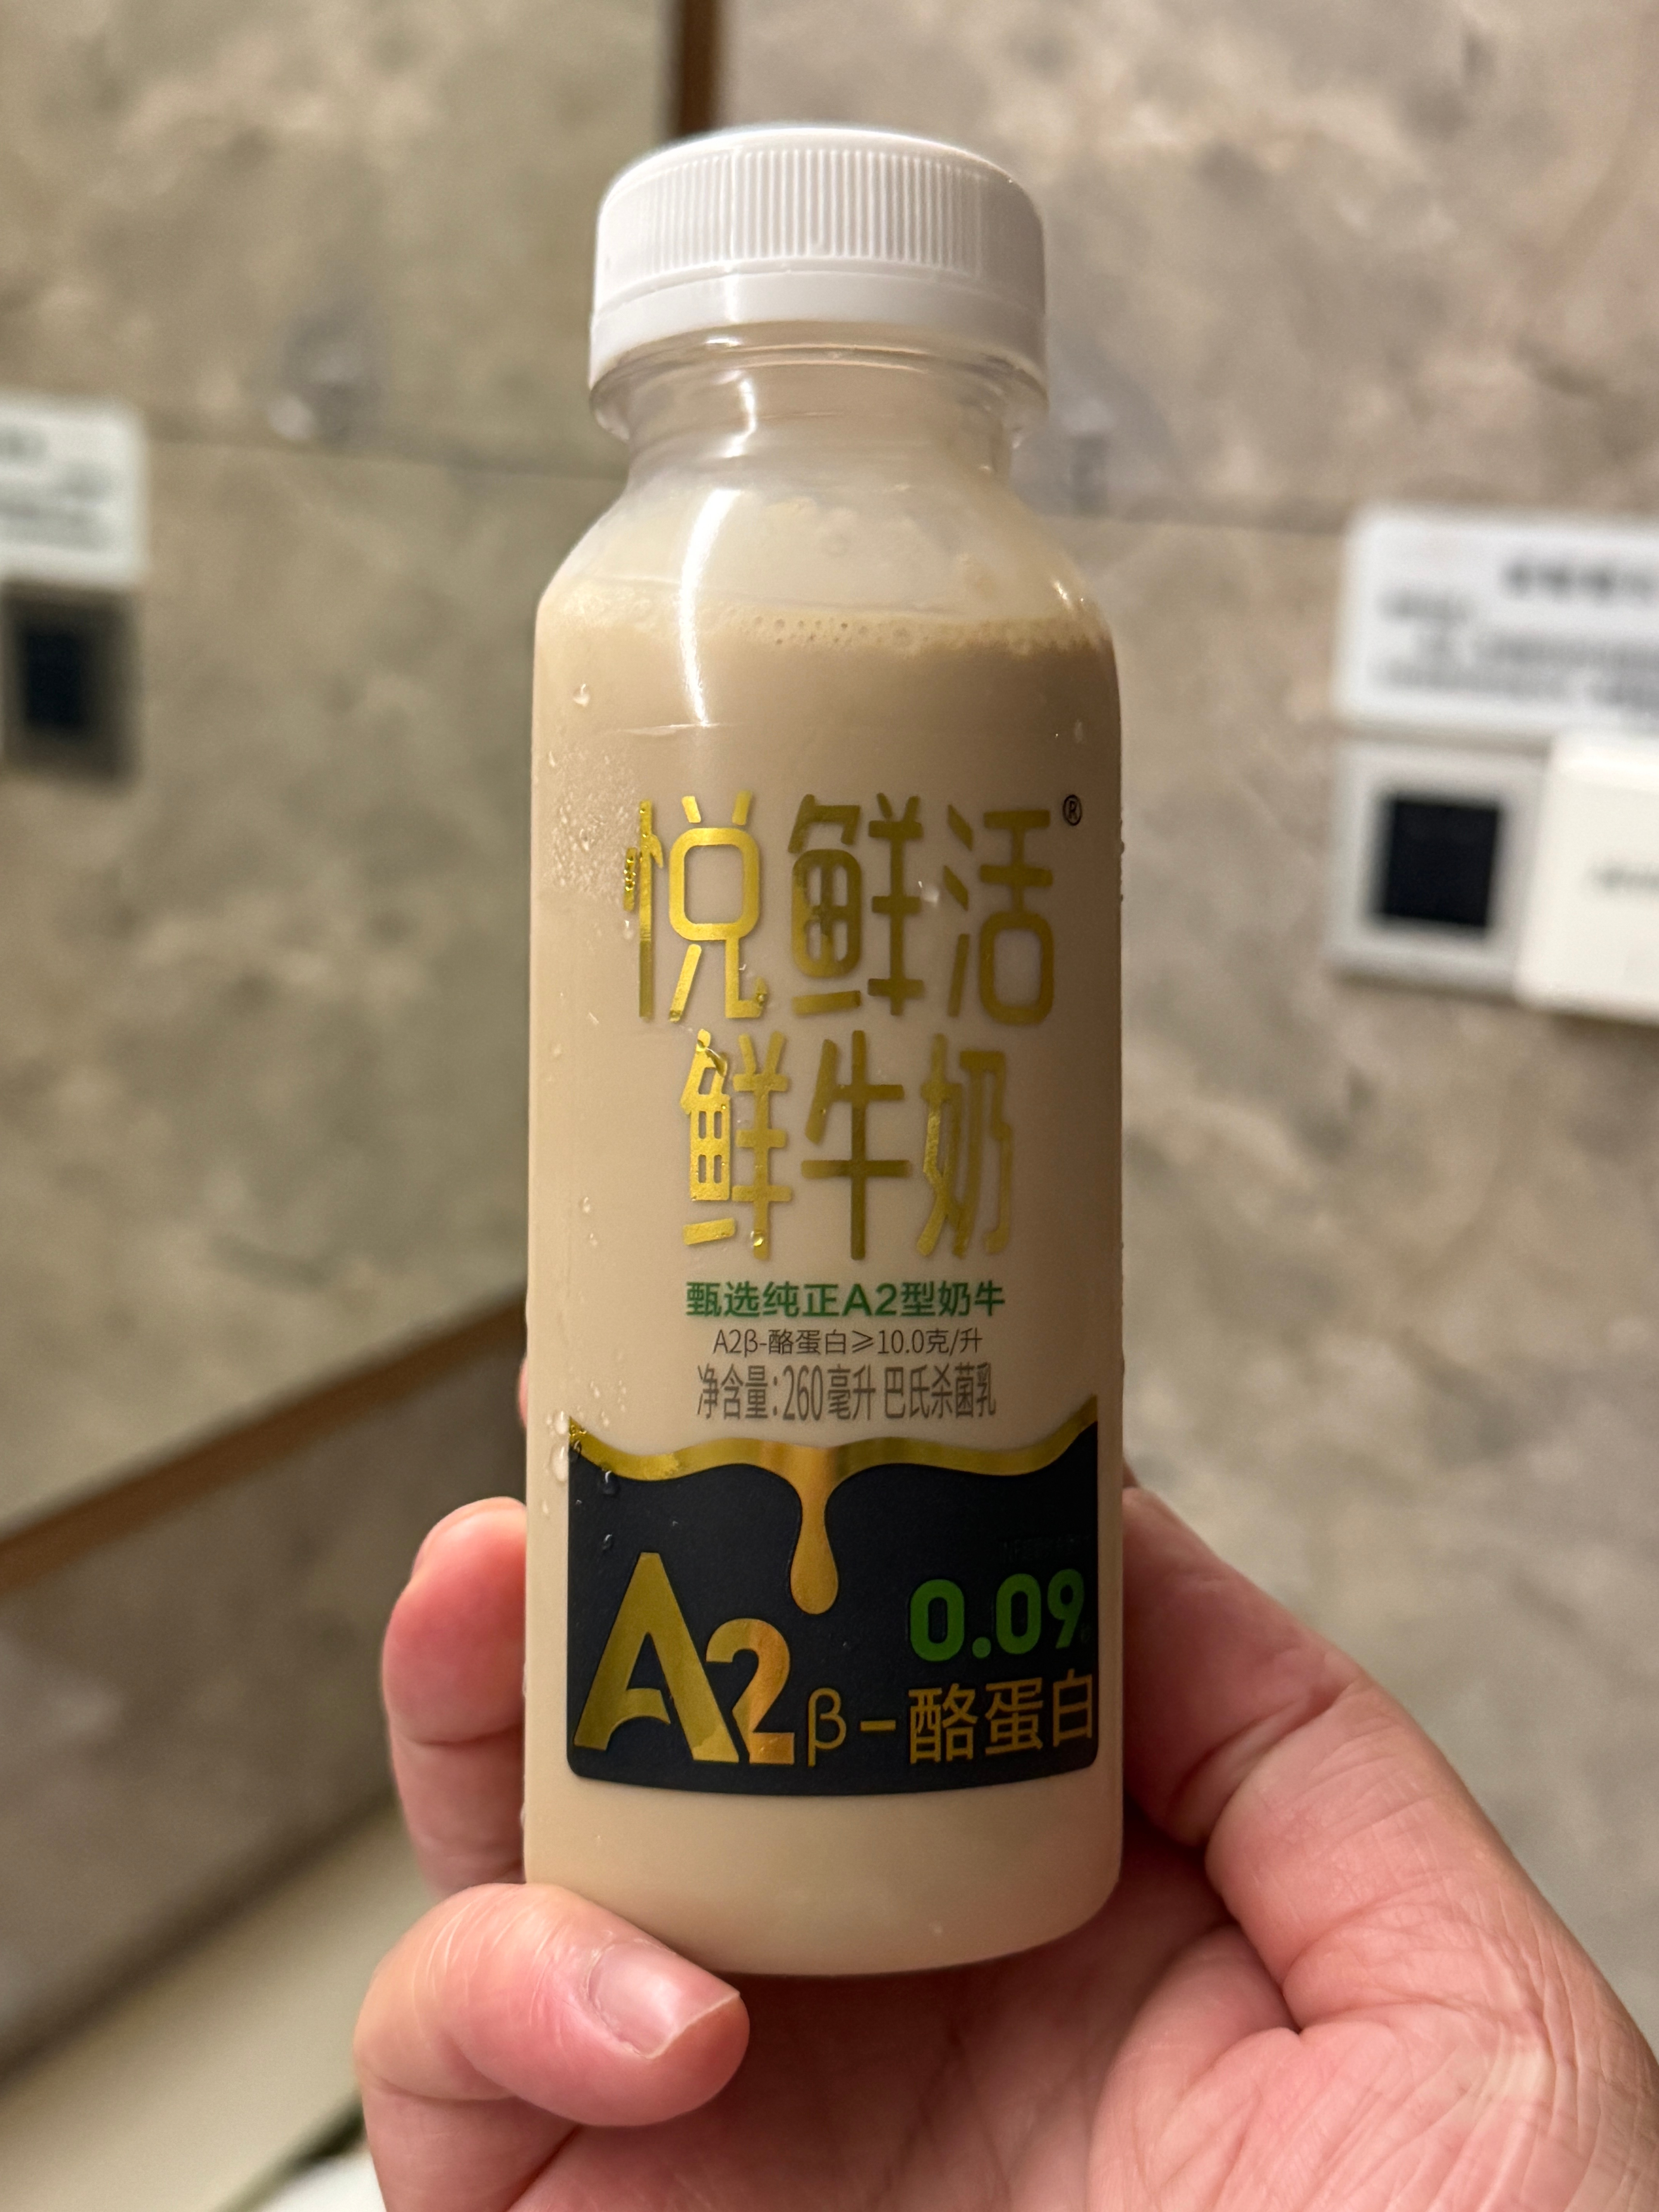 悦鲜活®
鲜牛奶
甄选纯正A2型奶牛
A2β-酪蛋白≥10.0克/升
净含量:260毫升 巴氏杀菌乳
0.09
A2β-酪蛋白